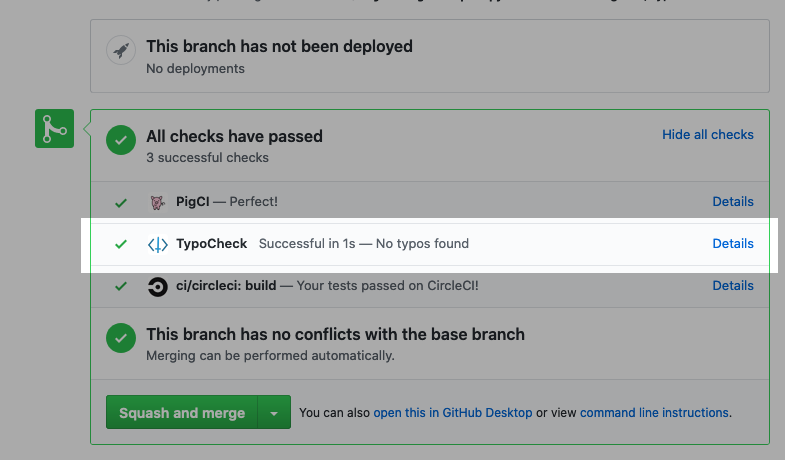 This branch has not been deployed
No deployments
All checks have passed
Hide all checks
3 successful checks
PigCI — Perfect!
Details
TypoCheck Successful in 1s — No typos found
Details
ci/circleci: build — Your tests passed on CircleCI!
Details
This branch has no conflicts with the base branch
Merging can be performed automatically.
Squash and merge
You can also open this in GitHub Desktop or view command line instructions.